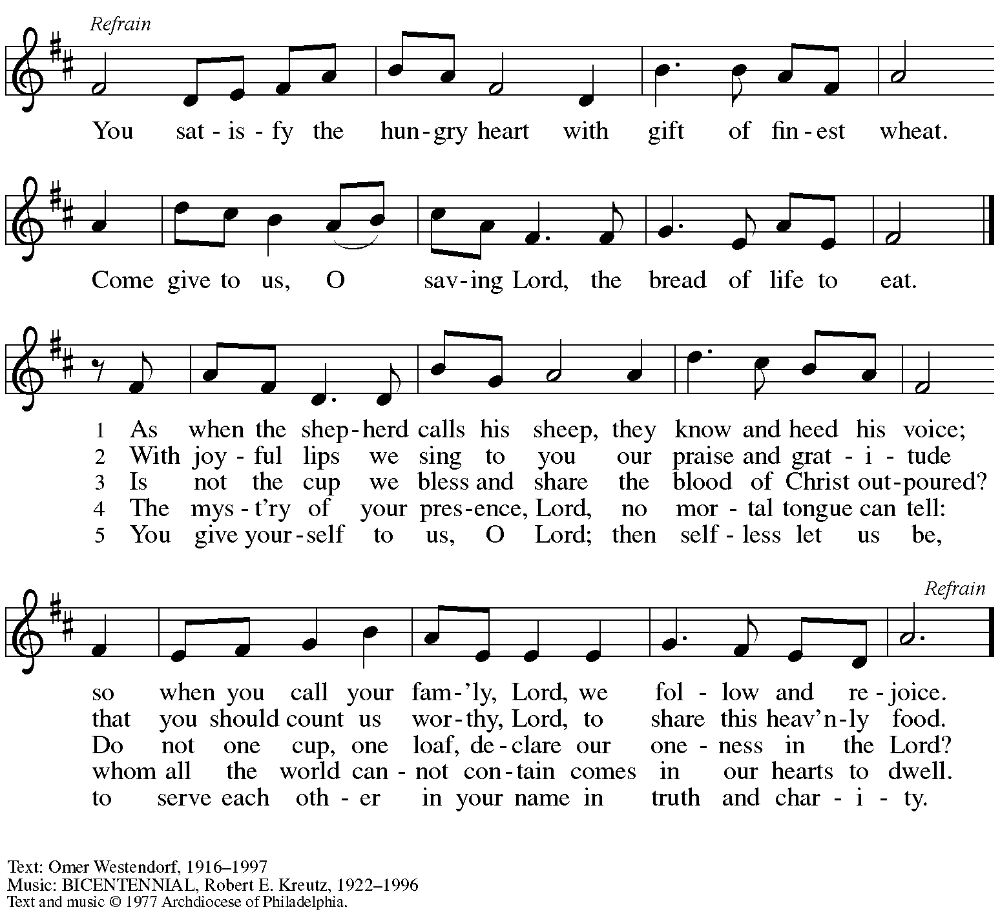 Refrain
You sat - is - fy the hun - gry heart with gift of fin - est wheat.
Come give to us, O sav - ing Lord, the bread of life to eat.
1 As when the shep - herd calls his sheep, they know and heed his voice;
2 With joy - ful lips we sing to you our praise and grat - i - tude
3 Is not the cup we bless and share the blood of Christ out - poured?
4 The mys - t'ry of your pres - ence, Lord, no mor - tal tongue can tell:
5 You give your - self to us, O Lord; then self - less let us be,
Refrain
so when you call your fam - 'ly, Lord, we fol - low and re - joice.
that you should count us wor - thy, Lord, to share this heav'n - ly food.
Do not one cup, one loaf, de - clare our one - ness in the Lord?
whom all the world can - not con - tain comes in our hearts to dwell.
to serve each oth - er in your name in truth and char - i - ty.
Text: Omer Westendorf, 1916–1997
Music: BICENTENNIAL, Robert E. Kreutz, 1922–1996
Text and music © 1977 Archdiocese of Philadelphia.